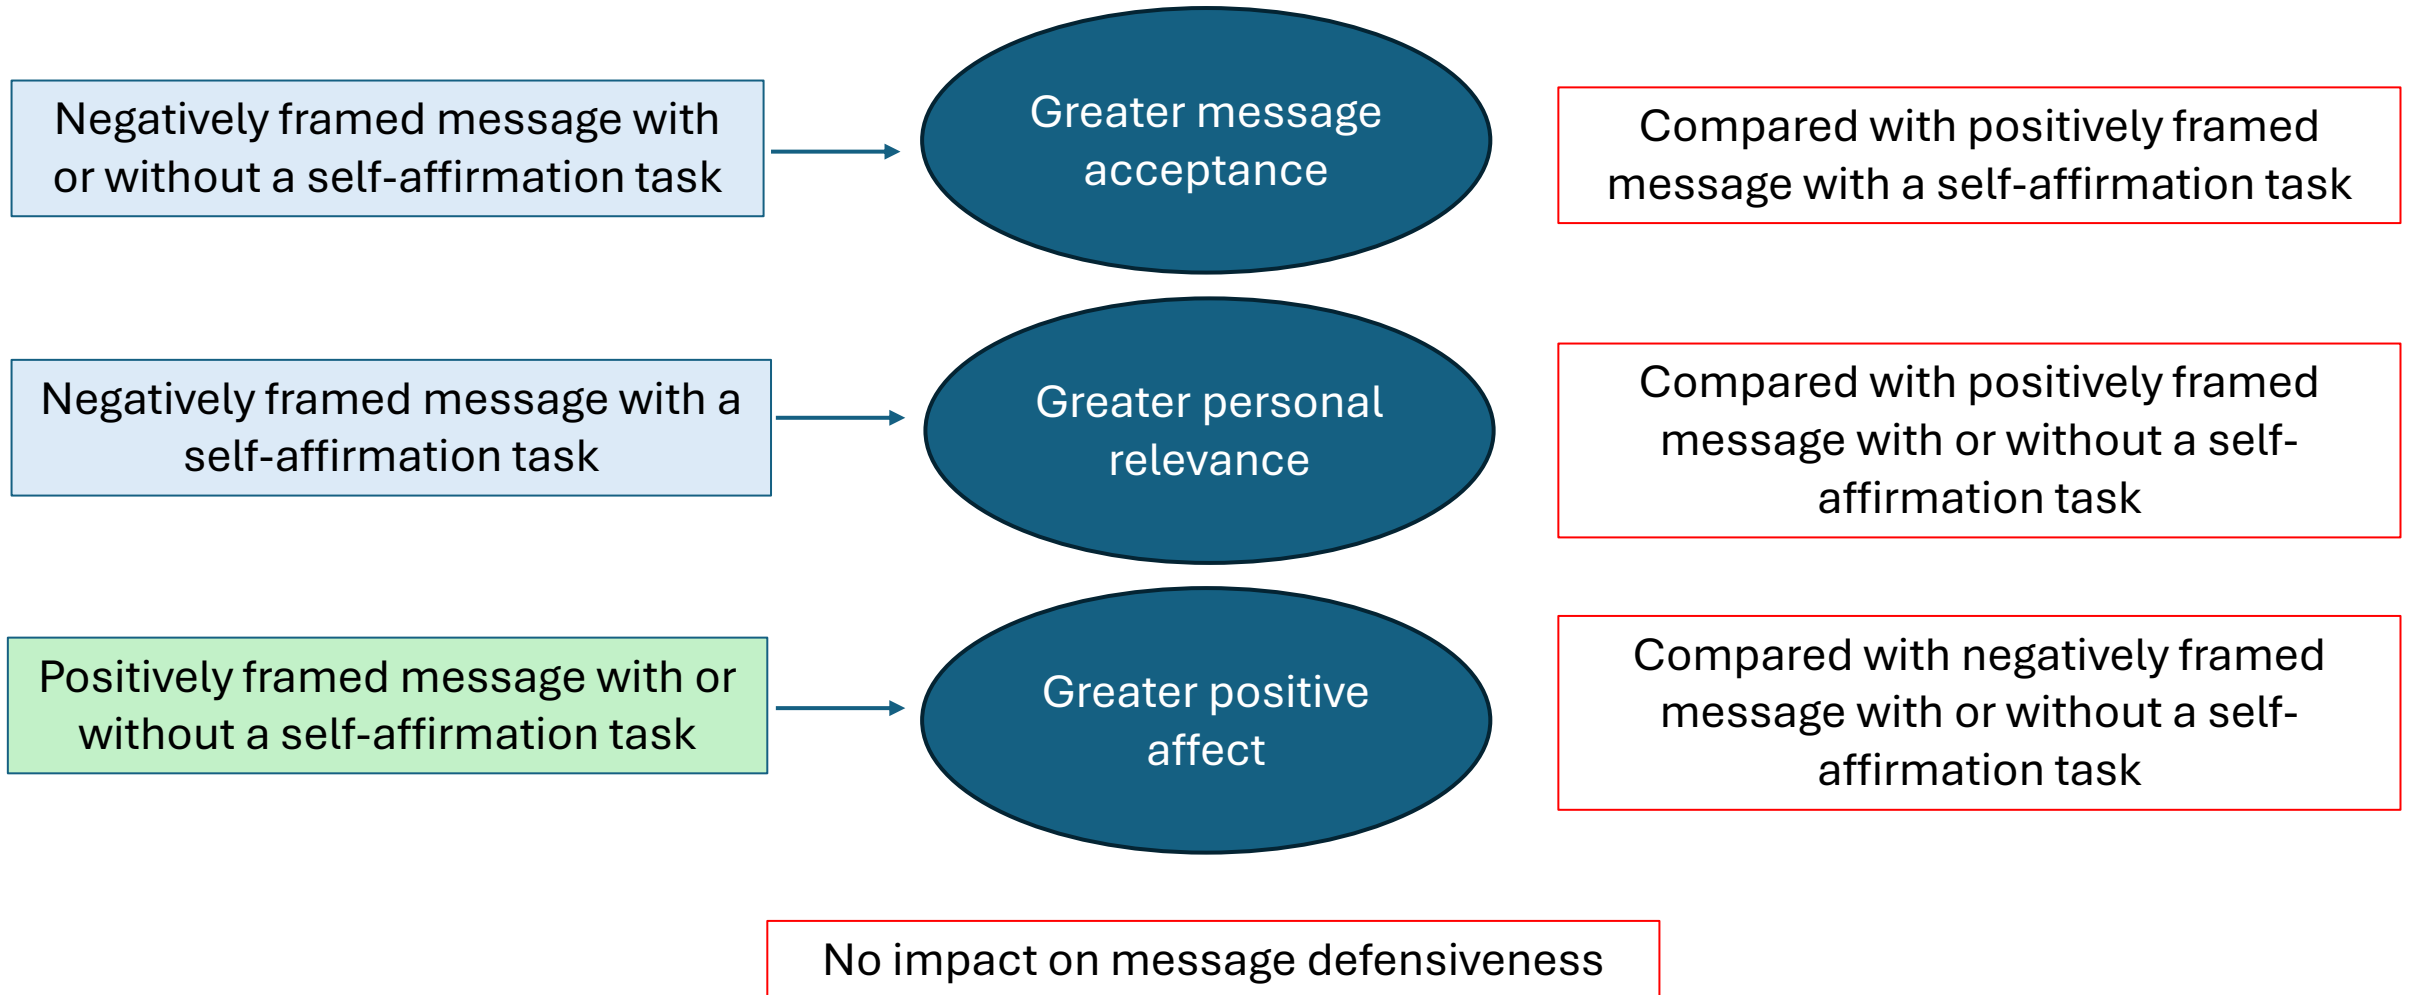 Negatively framed message with
or without a self-affirmation task
Greater message
acceptance
Compared with positively framed
message with a self-affirmation task
Negatively framed message with a
self-affirmation task
Greater personal
relevance
Compared with positively framed
message with or without a self-
affirmation task
Positively framed message with or
without a self-affirmation task
Greater positive
affect
Compared with negatively framed
message with or without a self-
affirmation task
No impact on message defensiveness